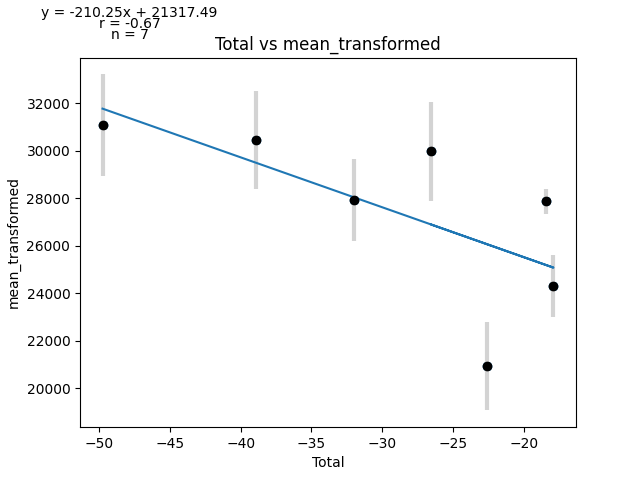 y = -210.25x + 21317.49
r = -0.67
n = 7
Total vs mean_transformed
32000
30000
28000
26000
24000
22000
20000
mean_transformed
−50
−45
−40
−35
−30
−25
−20
Total